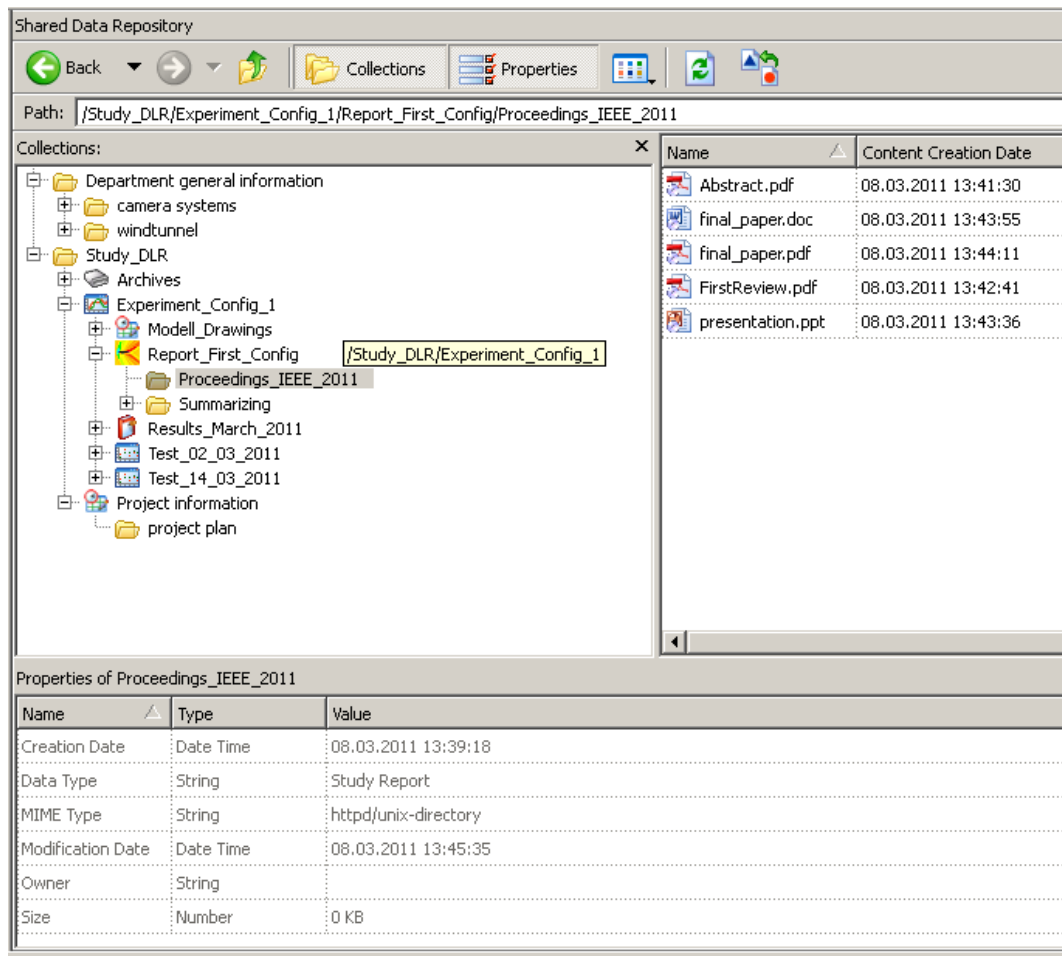 Shared Data Repository
Back Collections Properties
Path: /Study_DLR/Experiment_Config_1/Report_First_Config/Proceedings_IEEE_2011
Collections:
Department general information
camera systems
windtunnel
Study_DLR
Archives
Experiment_Config_1
Modell_Drawings
Report_First_Config /Study_DLR/Experiment_Config_1
Proceedings_IEEE_2011
Summarizing
Results_March_2011
Test_02_03_2011
Test_14_03_2011
Project information
project plan
Name Content Creation Date
Abstract.pdf 08.03.2011 13:41:30
final_paper.doc 08.03.2011 13:43:55
final_paper.pdf 08.03.2011 13:44:11
FirstReview.pdf 08.03.2011 13:42:41
presentation.ppt 08.03.2011 13:43:36
Properties of Proceedings_IEEE_2011
Name Type Value
Creation Date Date Time 08.03.2011 13:39:18
Data Type String Study Report
MIME Type String httpd/unix-directory
Modification Date Date Time 08.03.2011 13:45:35
Owner String
Size Number 0 KB